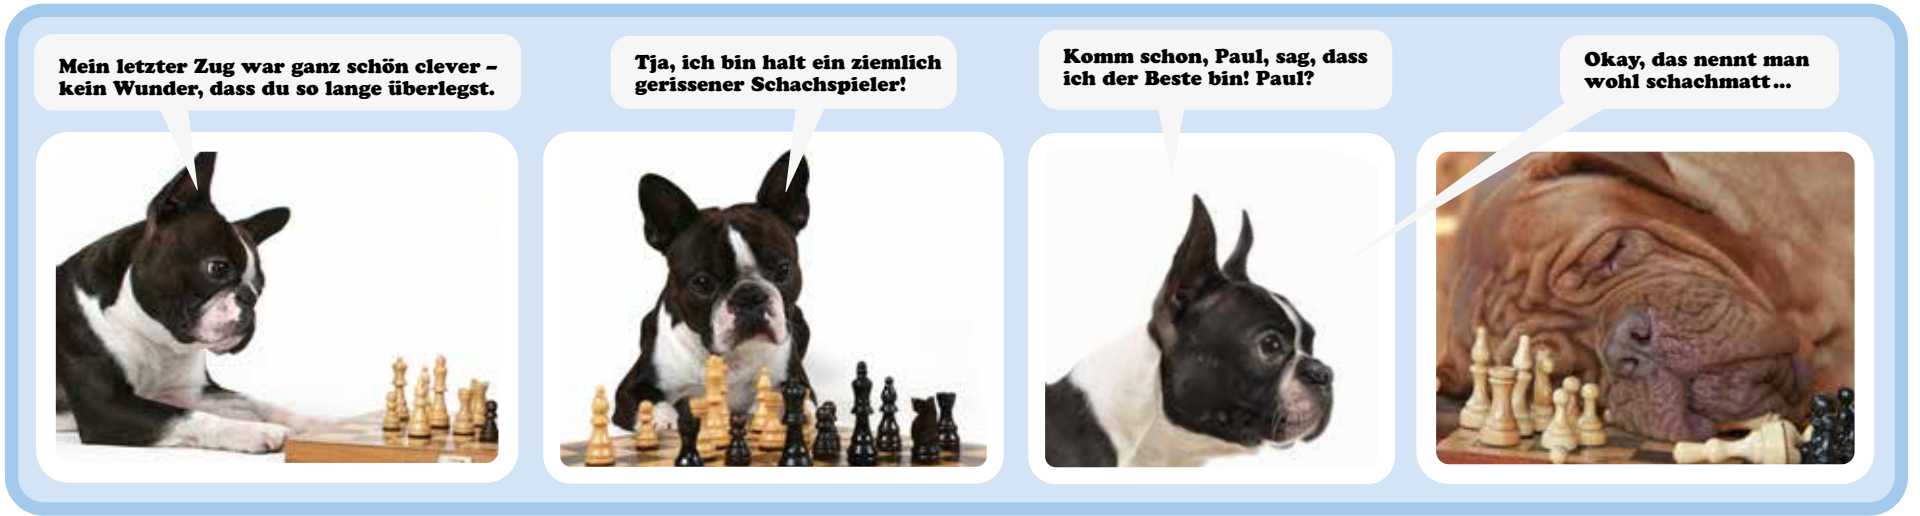 Mein letzter Zug war ganz schön clever –
kein Wunder, dass du so lange überlegst.
Tja, ich bin halt ein ziemlich
gerissener Schachspieler!
Komm schon, Paul, sag, dass
ich der Beste bin! Paul?
Okay, das nennt man
wohl schachmatt...